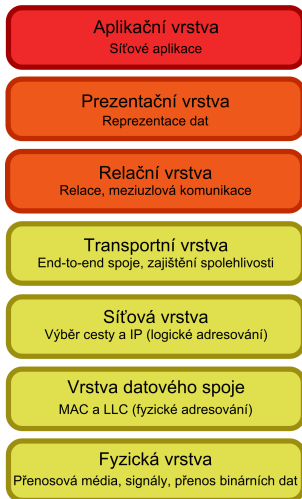 Aplikační vrstva
Síťové aplikace
Prezentační vrstva
Reprezentace dat
Relační vrstva
Relace, meziuzlová komunikace
Transportní vrstva
End-to-end spoje, zajištění spolehlivosti
Síťová vrstva
Výběr cesty a IP (logické adresování)
Vrstva datového spoje
MAC a LLC (fyzické adresování)
Fyzická vrstva
Přenosová média, signály, přenos binárních dat